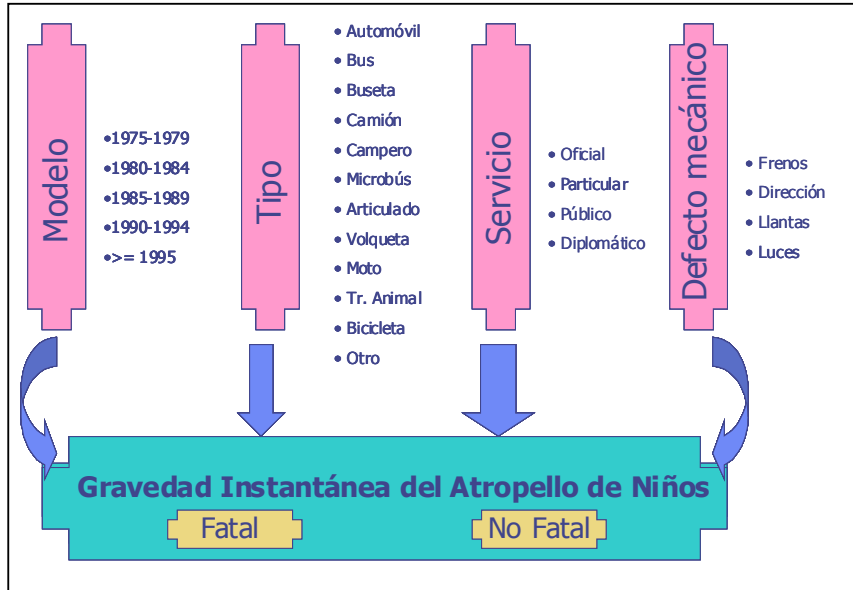 Modelo
•1975-1979
•1980-1984
•1985-1989
•1990-1994
•>= 1995
Tipo
• Automóvil
• Bus
• Buseta
• Camión
• Campero
• Microbús
• Articulado
• Volqueta
• Moto
• Tr. Animal
• Bicicleta
• Otro
Servicio
• Oficial
• Particular
• Público
• Diplomático
Defecto mecánico
• Frenos
• Dirección
• Llantas
• Luces
Gravedad Instantánea del Atropello de Niños
Fatal
No Fatal